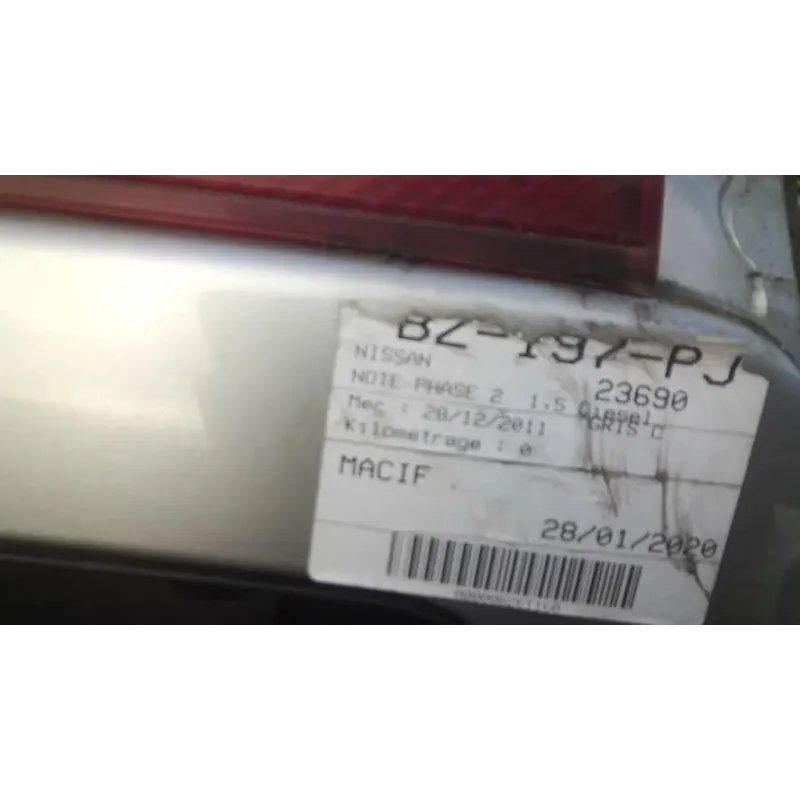 BZ-197-PJ
NISSAN
23690
NOTE PHASE 2 1.5 Diesel
Mec : 28/12/2011 GRIS C
Kilometrage : 0
MACIF
28/01/2020